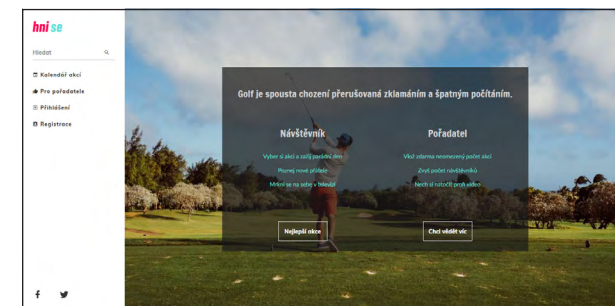 hni se
Hledat
Kalendář akcí
Pro pořadatele
Přihlášení
Registrace
Golf je spousta chození přerušovaná zklamáním a špatným počítáním.
Návštěvník
Vyber si akci a zažij parádní den
Poznej nové přátele
Mrkni se na sebe v televizi
Nejlepší akce
Pořadatel
Vlož zdarma neomezený počet akcí
Zvyš počet návštěvníků
Nech si natočit profi video
Chci vědět víc